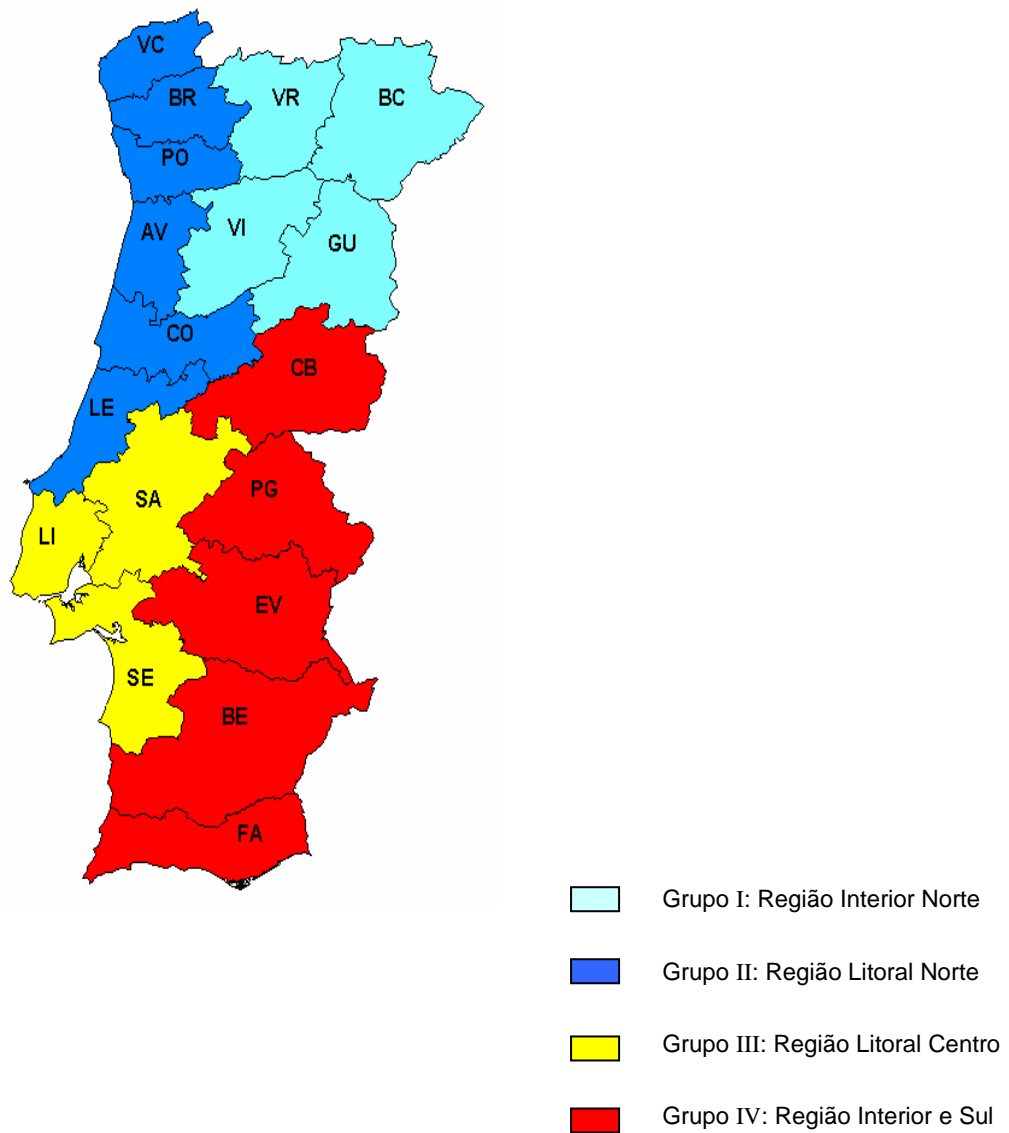 VC
BR
VR
BC
PO
AV
VI
GU
CO
CB
LE
SA
PG
LI
EV
SE
BE
FA
Grupo I: Região Interior Norte
Grupo II: Região Litoral Norte
Grupo III: Região Litoral Centro
Grupo IV: Região Interior e Sul